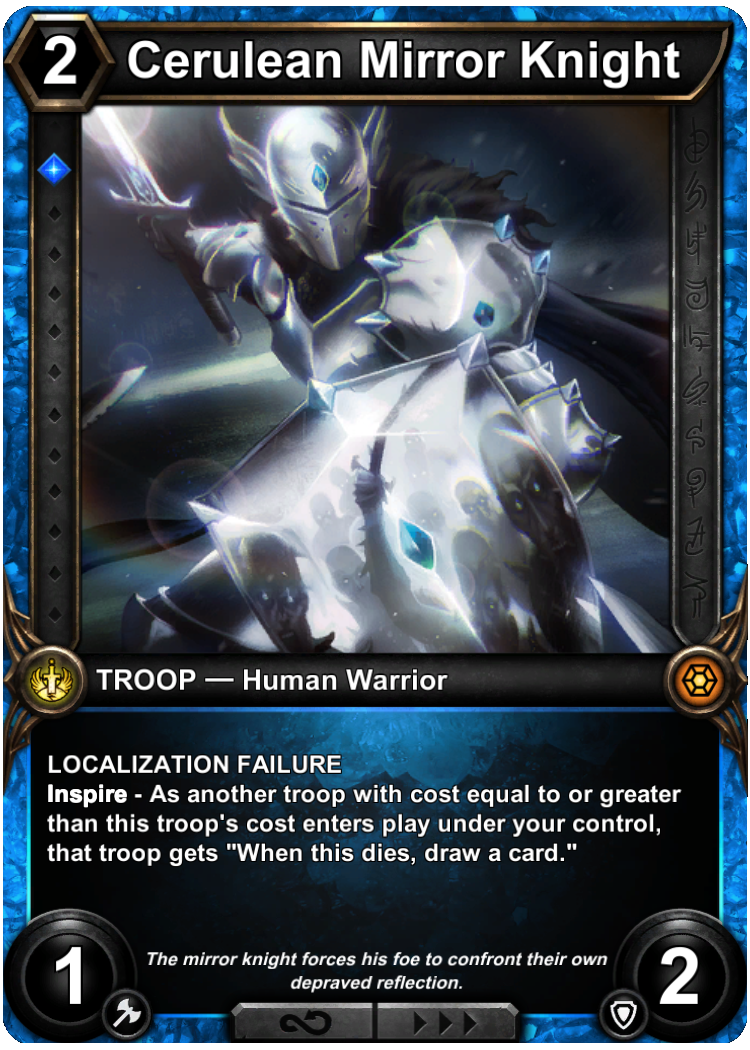 2
Cerulean Mirror Knight
TROOP — Human Warrior
LOCALIZATION FAILURE
Inspire - As another troop with cost equal to or greater
than this troop's cost enters play under your control,
that troop gets "When this dies, draw a card."
The mirror knight forces his foe to confront their own
depraved reflection.
1
2